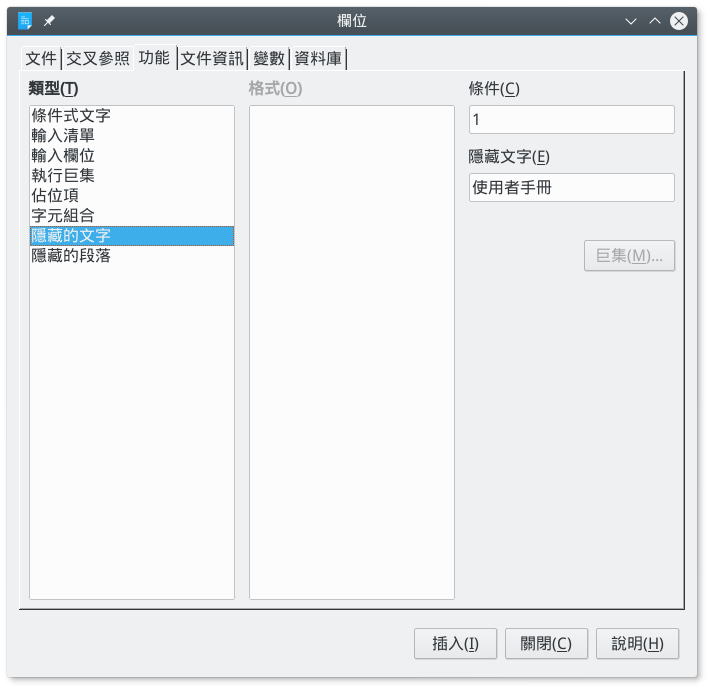 欄位
文件 交叉參照 功能 文件資訊 變數 資料庫
類型(T)
條件式文字
輸入清單
輸入欄位
執行巨集
佔位項
字元組合
隱藏的文字
隱藏的段落
格式(O)
條件(C)
1
隱藏文字(E)
使用者手冊
巨集(M)...
插入(I) 關閉(C) 說明(H)